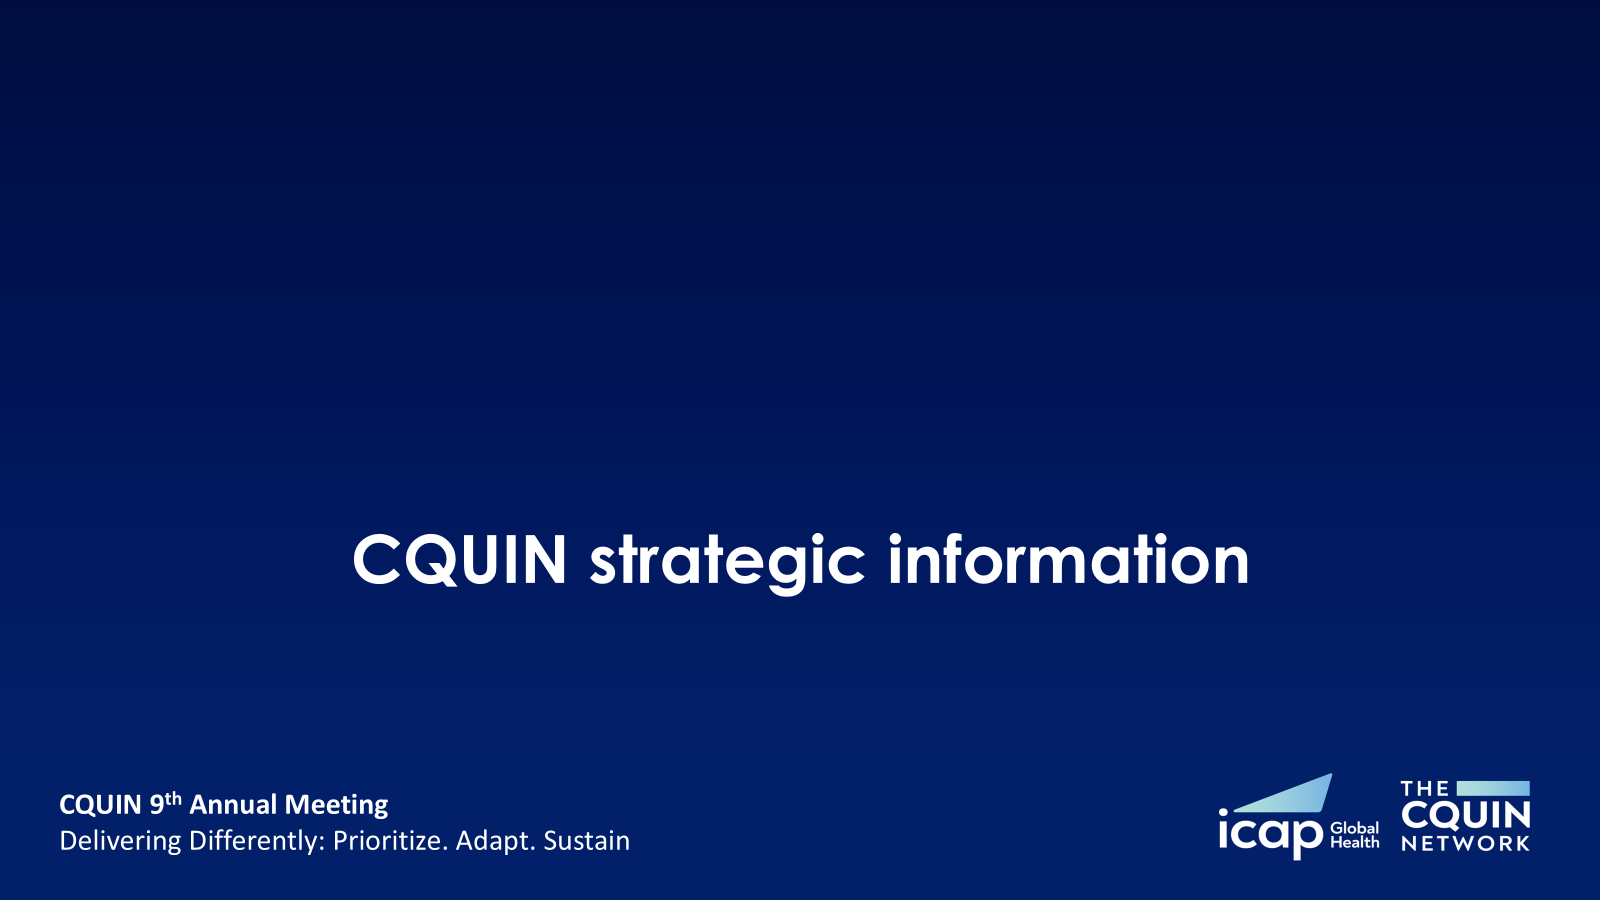 CQUIN strategic information
CQUIN 9th Annual Meeting
Delivering Differently: Prioritize. Adapt. Sustain
icap Global Health
THE
CQUIN
NETWORK